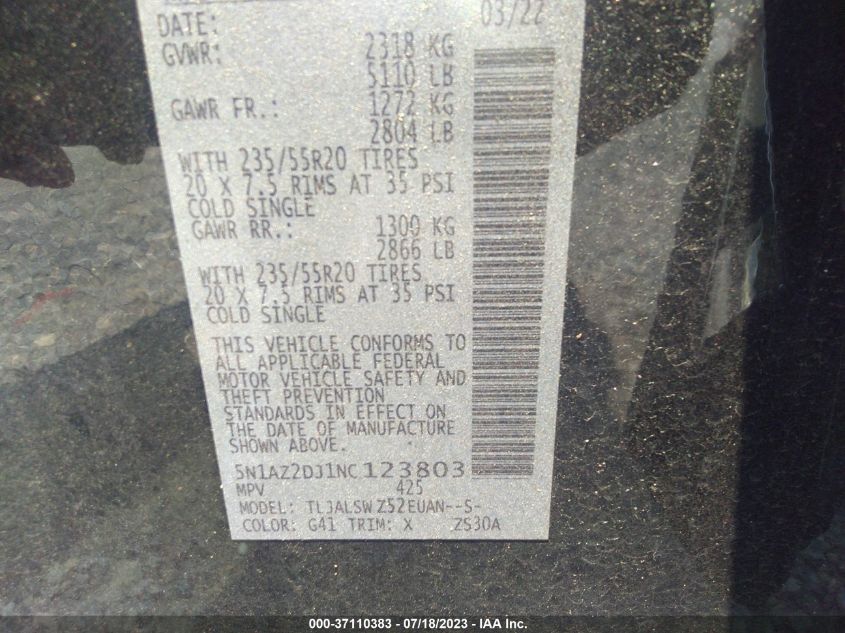 DATE: 03/22
GVWR: 2318 KG
5110 LB
GAWR FR.: 1272 KG
2804 LB
WITH 235/55R20 TIRES
20 X 7.5 RIMS AT 35 PSI
COLD SINGLE
GAWR RR.: 1300 KG
2866 LB
WITH 235/55R20 TIRES
20 X 7.5 RIMS AT 35 PSI
COLD SINGLE
THIS VEHICLE CONFORMS TO
ALL APPLICABLE FEDERAL
MOTOR VEHICLE SAFETY AND
THEFT PREVENTION
STANDARDS IN EFFECT ON
THE DATE OF MANUFACTURE
SHOWN ABOVE.
5N1AZ2DJ1NC123803
MPV 425
MODEL: TLJALSWZ52EUAN--S-
COLOR: G41 TRIM: X ZS30A
000-37110383 - 07/18/2023 - IAA Inc.